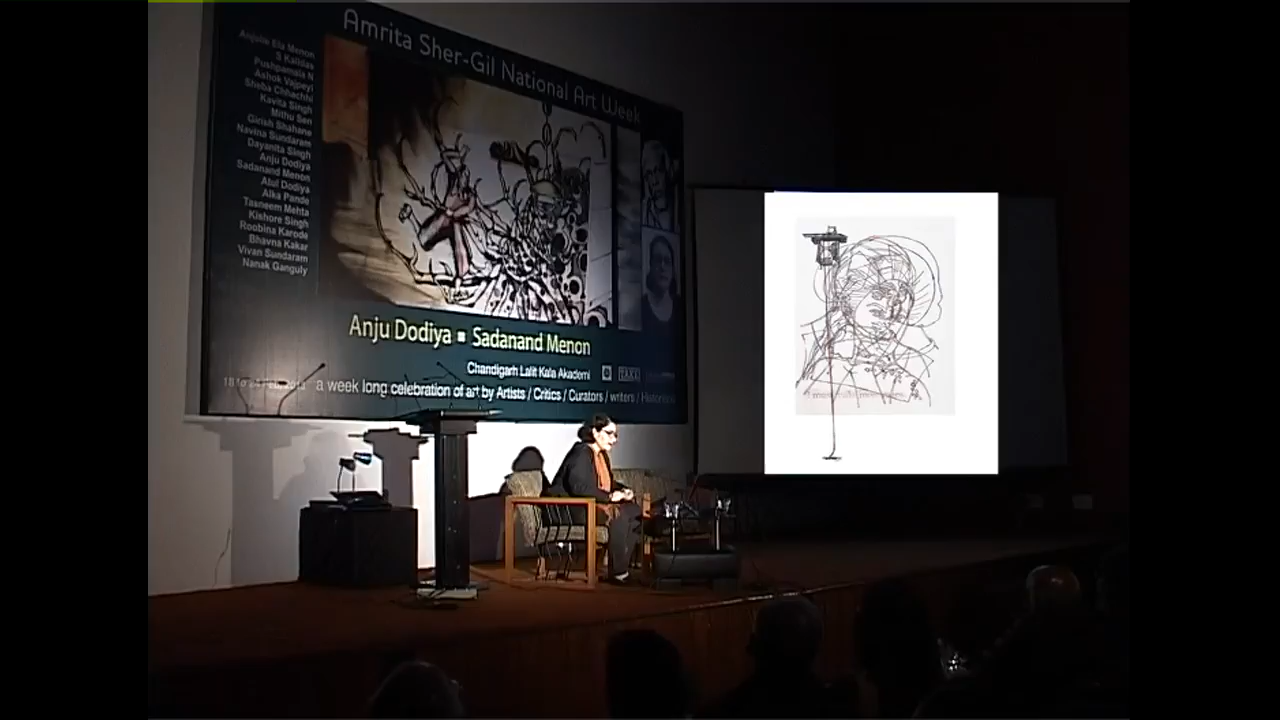 Amrita Sher-Gil National Art Week
Anjolie Ela Menon
S Kalidas
Pushpamala N
Ashok Vajpeyi
Sheba Chhachhi
Kavita Singh
Mithu Sen
Girish Shahane
Navina Sundaram
Dayanita Singh
Anju Dodiya
Sadanand Menon
Atul Dodiya
Alka Pande
Tasneem Mehta
Kishore Singh
Roobina Karode
Bhavna Kakar
Vivan Sundaram
Nanak Ganguly
Anju Dodiya ▪ Sadanand Menon
Chandigarh Lalit Kala Akademi
TAKE
a week long celebration of art by Artists / Critics / Curators / writers / Historians